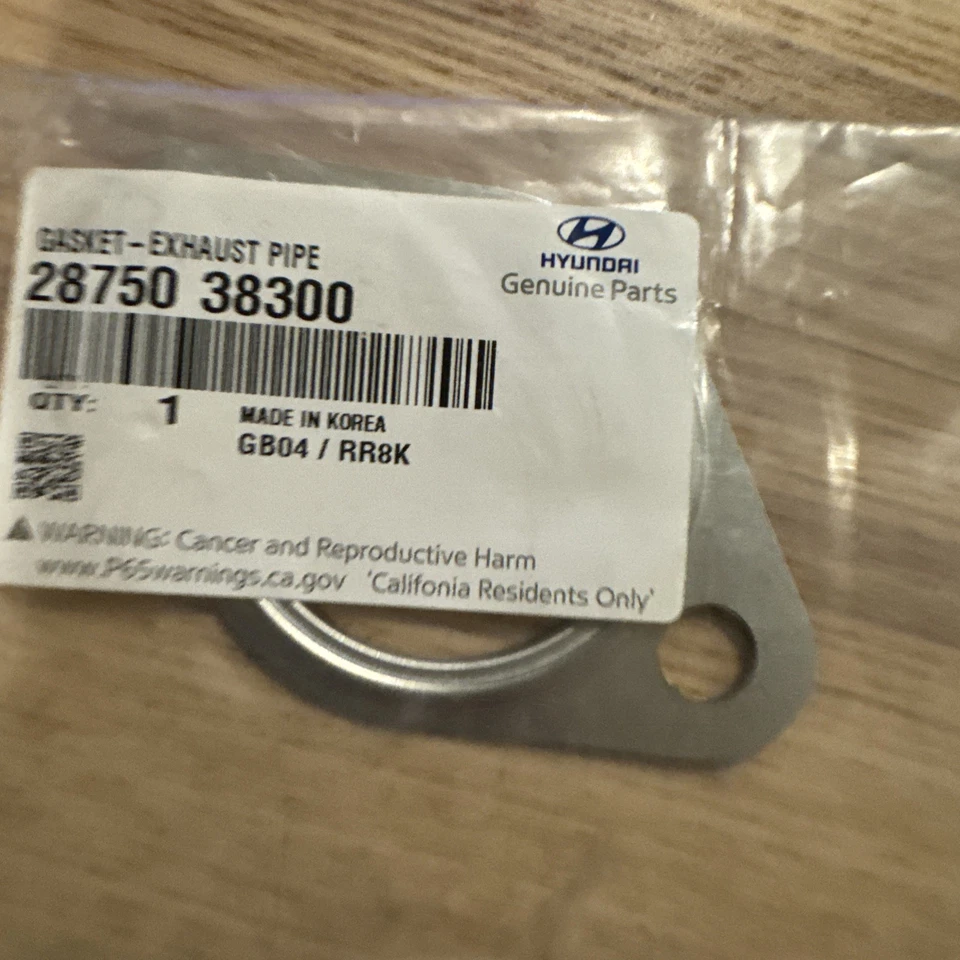 HYUNDAI
Genuine Parts
GASKET-EXHAUST PIPE
28750 38300
QTY: 1
MADE IN KOREA
GB04 / RR8K
WARNING: Cancer and Reproductive Harm
www.P65warnings.ca.gov 'Califonia Residents Only'